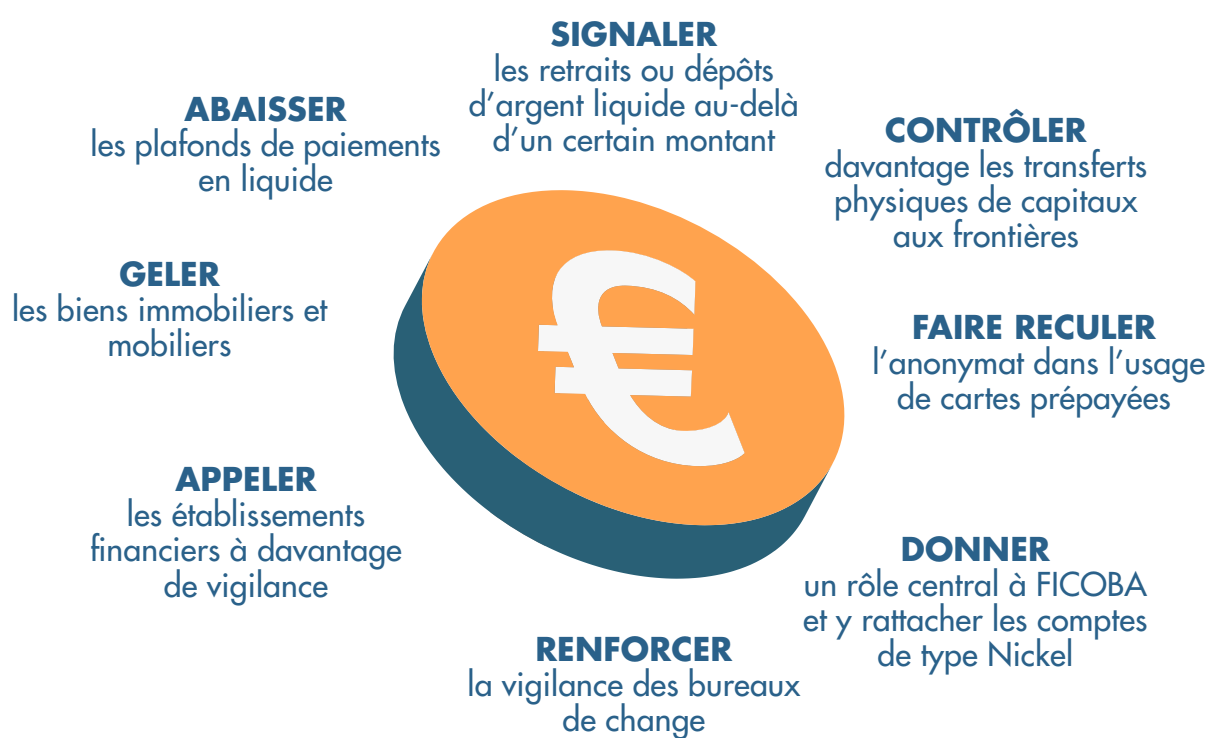 SIGNALER
les retraits ou dépôts
d’argent liquide au-delà
d’un certain montant
CONTRÔLER
davantage les transferts
physiques de capitaux
aux frontières
FAIRE RECULER
l’anonymat dans l’usage
de cartes prépayées
DONNER
un rôle central à FICOBA
et y rattacher les comptes
de type Nickel
RENFORCER
la vigilance des bureaux
de change
APPELER
les établissements
financiers à davantage
de vigilance
GELER
les biens immobiliers et
mobiliers
ABAISSER
les plafonds de paiements
en liquide
€